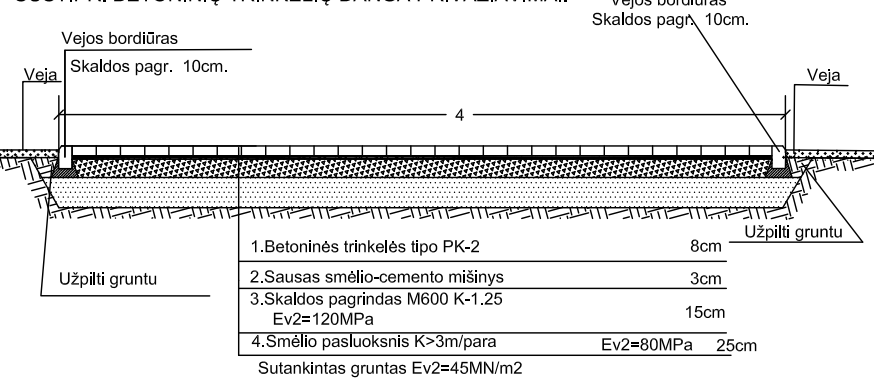 Vejos bordiūras
Skaldos pagr. 10cm.
Vejos bordiūras
Skaldos pagr. 10cm.
Veja
Veja
4
1.Betoninės trinkelės tipo PK-2 8cm
2.Sausas smėlio-cemento mišinys 3cm
3.Skaldos pagrindas M600 K-1.25
Ev2=120MPa 15cm
4.Smėlio pasluoksnis K>3m/para Ev2=80MPa 25cm
Sutankintas gruntas Ev2=45MN/m2
Užpilti gruntu
Užpilti gruntu